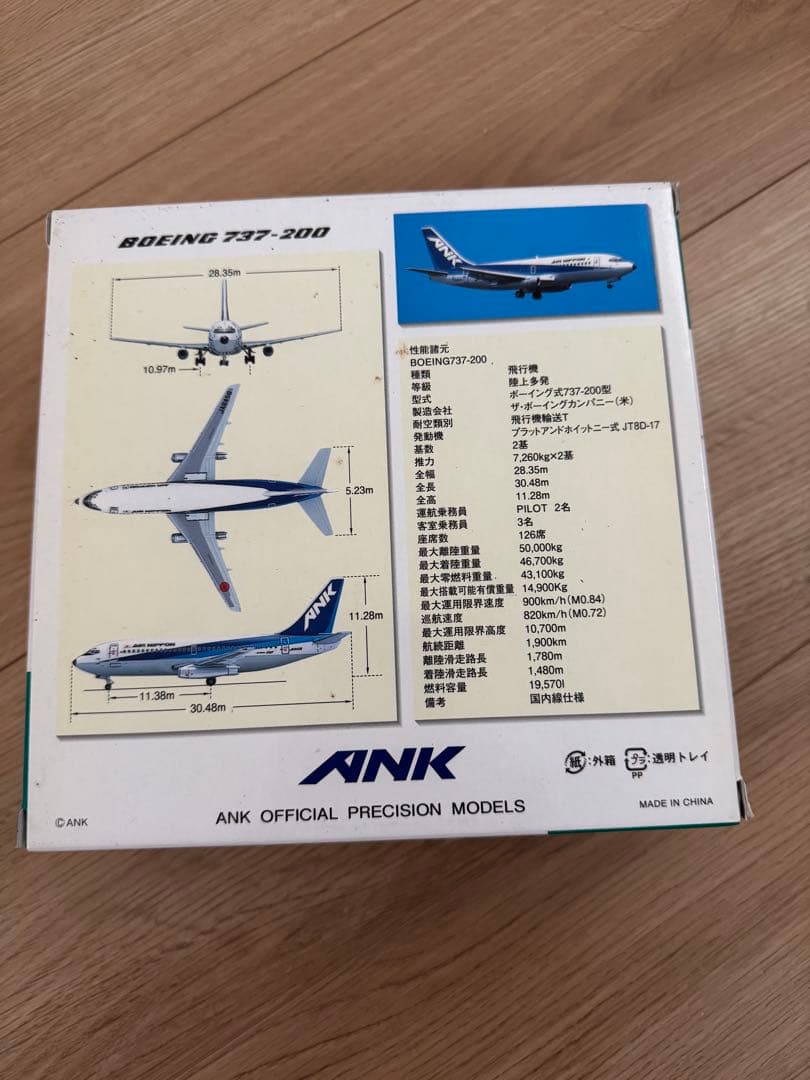 BOEING 737-200
28.35m
10.97m
5.23m
11.28m
11.38m
30.48m
ANK
AIR NIPPON
ANK
AIR NIPPON
性能諸元
BOEING737-200
種類 飛行機
等級 陸上多発
型式 ボーイング式737-200型
製造会社 ザ・ボーイングカンパニー(米)
耐空類別 飛行機輸送T
発動機 プラットアンドホイットニー式 JT8D-17
基数 2基
推力 7,260kg×2基
全幅 28.35m
全長 30.48m
全高 11.28m
運航乗務員 PILOT 2名
客室乗務員 3名
座席数 126席
最大離陸重量 50,000kg
最大着陸重量 46,700kg
最大零燃料重量 43,100kg
最大搭載可能有償重量 14,900Kg
最大運用限界速度 900km/h(M0.84)
巡航速度 820km/h(M0.72)
最大運用限界高度 10,700m
航続距離 1,900km
離陸滑走路長 1,780m
着陸滑走路長 1,480m
燃料容量 19,570l
備考 国内線仕様
ANK
ANK OFFICIAL PRECISION MODELS
©ANK
紙:外箱 プラ:透明トレイ
PP
MADE IN CHINA